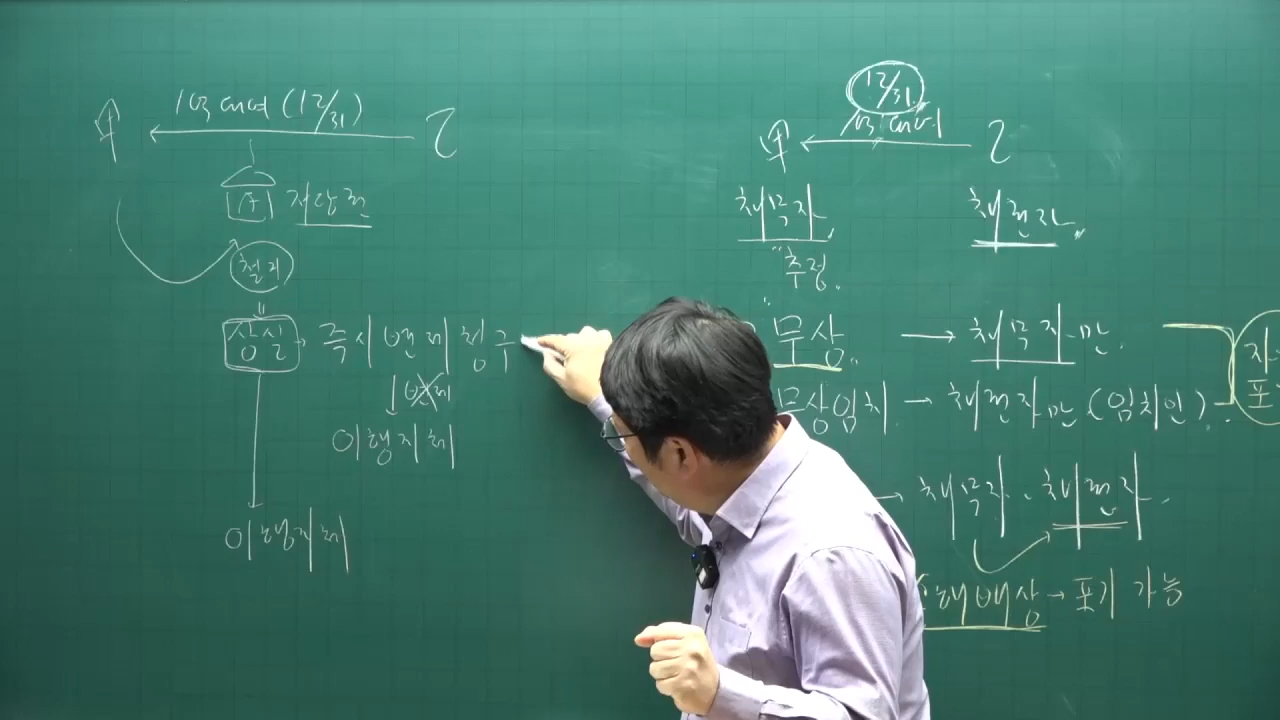 1억 대여 (12/31)
甲 ← 乙
저당권
철거
상실 → 즉시 변제 청구
↓ 변제
이행지체
이행지체
12/31
1억 대여
甲 ← 乙
채무자 채권자
추정.
무상 → 채무자만.
무상임치 → 채권자만 (임치인).
→ 채무자. 채권자.
손해배상 → 포기 가능
포